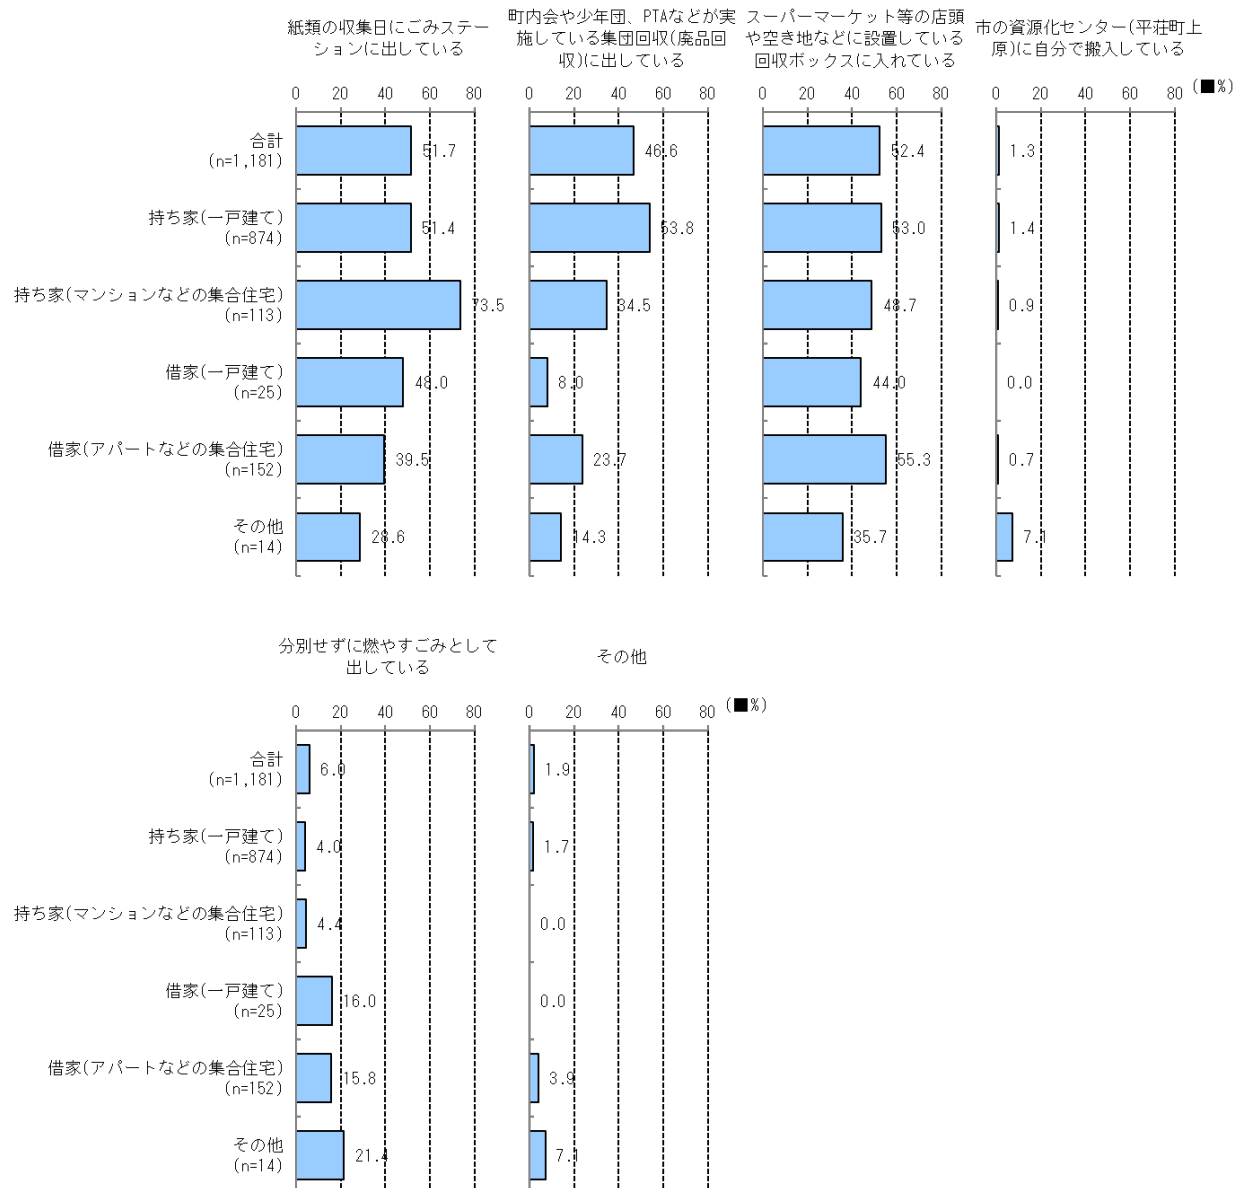 紙類の収集日にごみステー
ションに出している
町内会や少年団、PTAなどが実
施している集団回収(廃品回
収)に出している
スーパーマーケット等の店頭
や空き地などに設置している
回収ボックスに入れている
市の資源化センター(平荘町上
原)に自分で搬入している
(■%)
0 20 40 60 80
0 20 40 60 80
0 20 40 60 80
0 20 40 60 80
合計
(n=1,181)
51.7 46.6 52.4 1.3
持ち家(一戸建て)
(n=874)
51.4 53.8 53.0 1.4
持ち家(マンションなどの集合住宅)
(n=113)
73.5 34.5 48.7 0.9
借家(一戸建て)
(n=25)
48.0 8.0 44.0 0.0
借家(アパートなどの集合住宅)
(n=152)
39.5 23.7 55.3 0.7
その他
(n=14)
28.6 14.3 35.7 7.1
分別せずに燃やすごみとして
出している
その他
(■%)
0 20 40 60 80
0 20 40 60 80
合計
(n=1,181)
6.0 1.9
持ち家(一戸建て)
(n=874)
4.0 1.7
持ち家(マンションなどの集合住宅)
(n=113)
4.4 0.0
借家(一戸建て)
(n=25)
16.0 0.0
借家(アパートなどの集合住宅)
(n=152)
15.8 3.9
その他
(n=14)
21.4 7.1